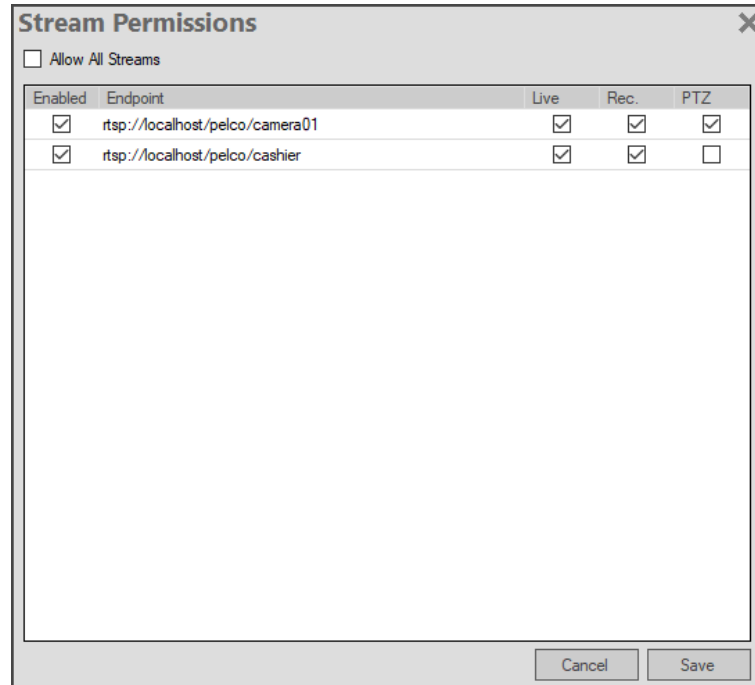 Stream Permissions
Allow All Streams
Enabled Endpoint Live Rec. PTZ
rtsp://localhost/pelco/camera01
rtsp://localhost/pelco/cashier
Cancel Save